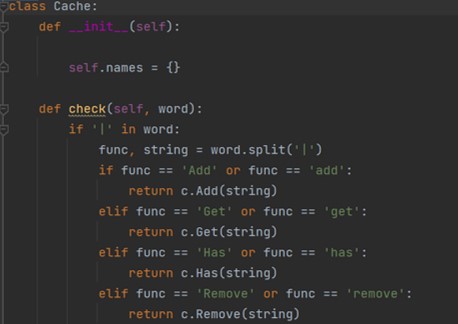 class Cache:
    def __init__(self):
        self.names = {}
    def check(self, word):
        if '|' in word:
            func, string = word.split('|')
            if func == 'Add' or func == 'add':
                return c.Add(string)
            elif func == 'Get' or func == 'get':
                return c.Get(string)
            elif func == 'Has' or func == 'has':
                return c.Has(string)
            elif func == 'Remove' or func == 'remove':
                return c.Remove(string)